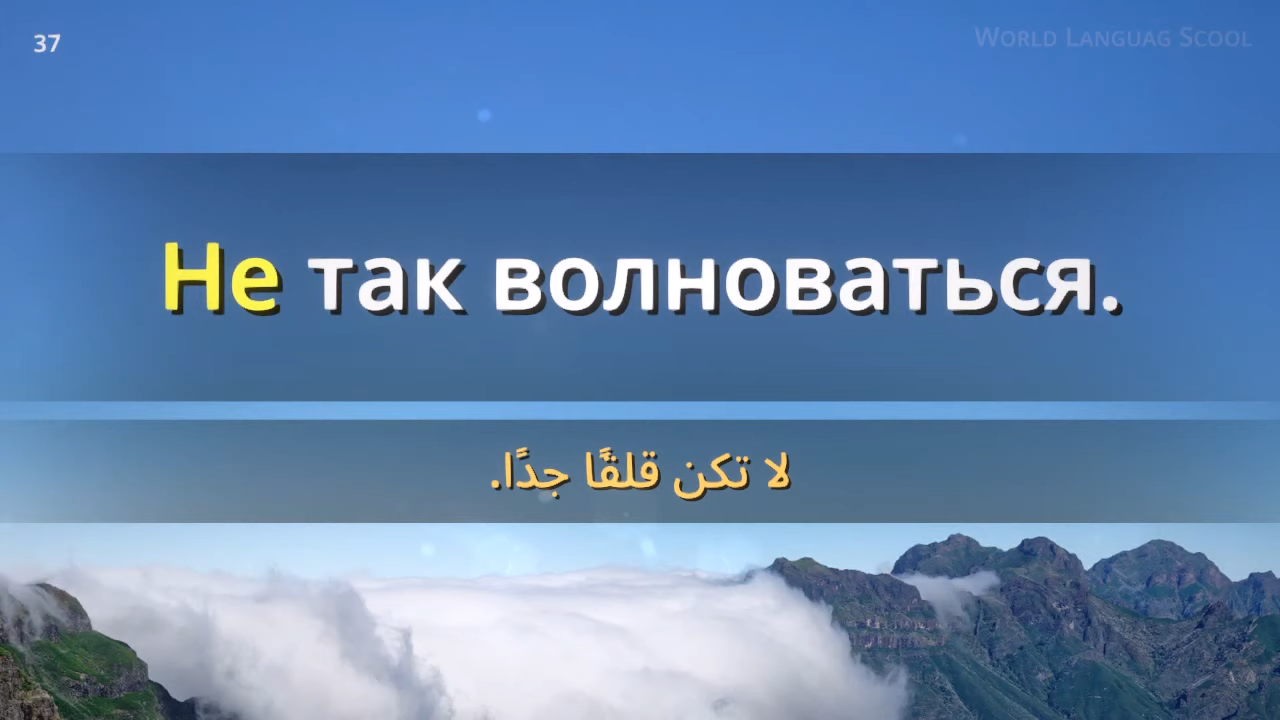 37
World Languag Scool
Не так волноваться.
لا تكن قلقًا جدًا.